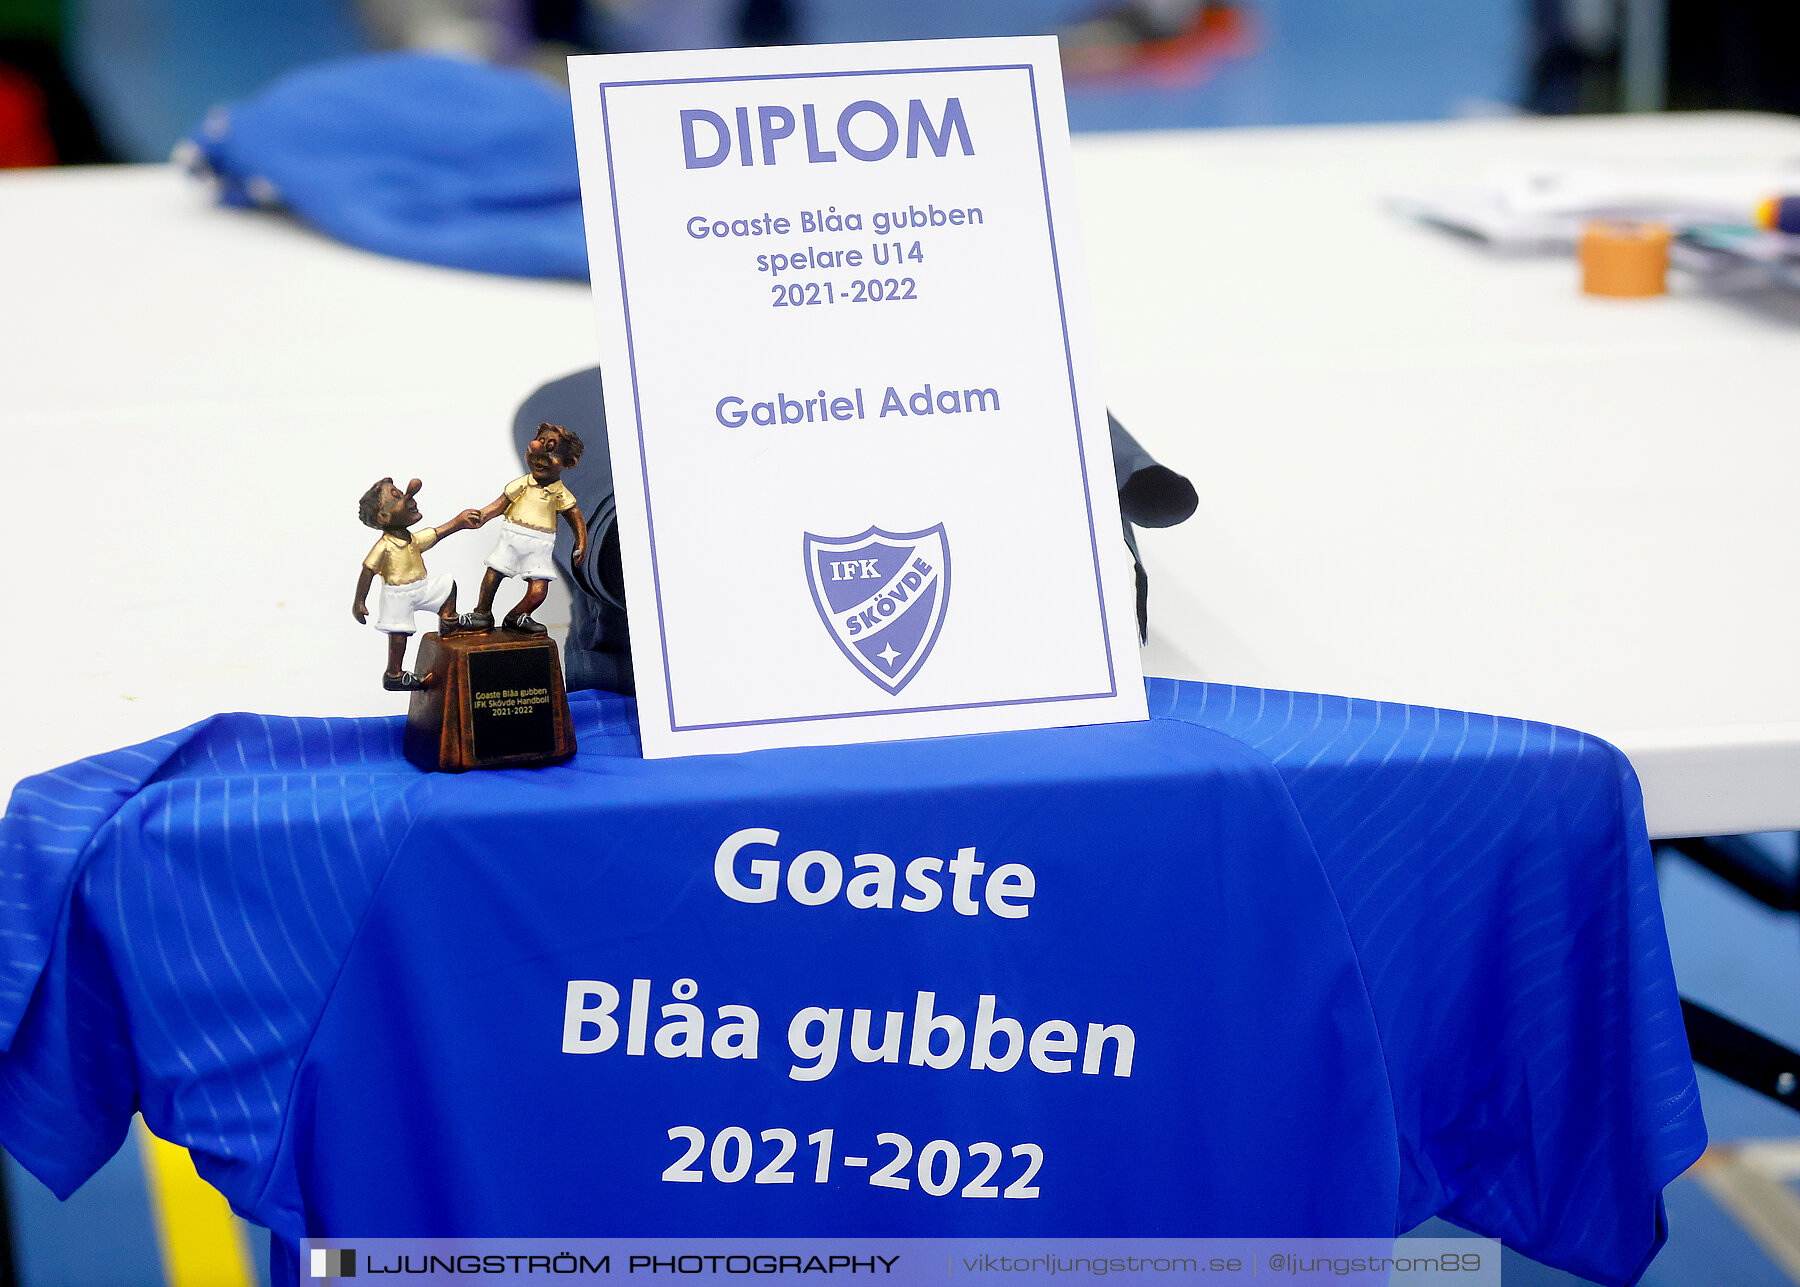 DIPLOM
Goaste Blåa gubben
spelare U14
2021-2022
Gabriel Adam
IFK
SKÖVDE
Goaste Blåa gubben
IFK Skövde Handboll
2021-2022
Goaste
Blåa gubben
2021-2022
LJUNGSTRÖM PHOTOGRAPHY | viktorljungstrom.se | @ljungstrom89